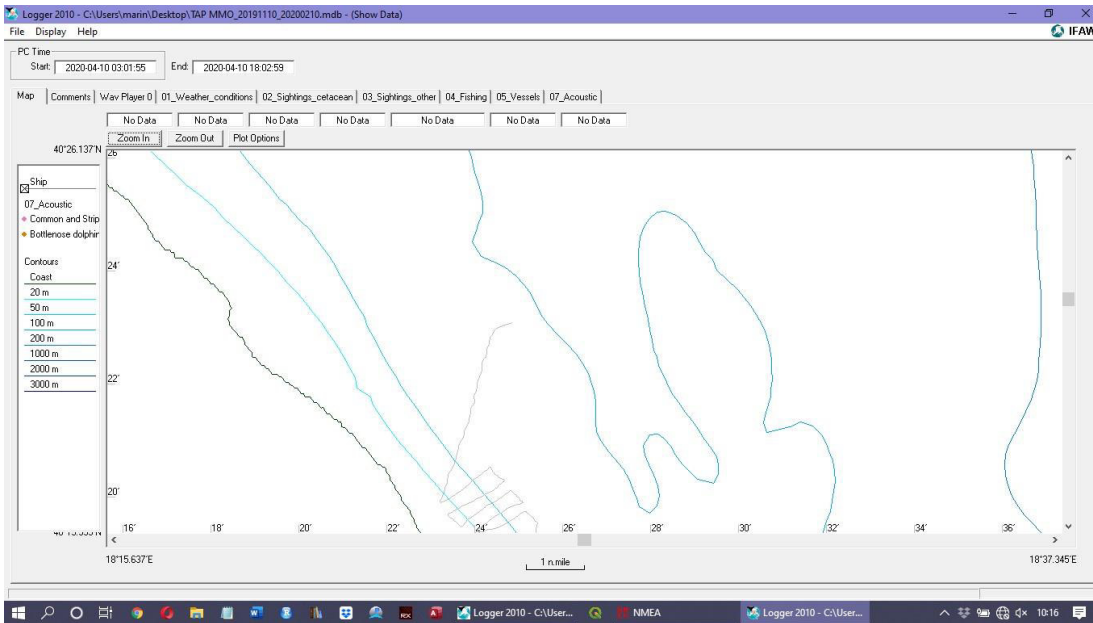 Logger 2010 - C:\Users\marin\Desktop\TAP MMO_20191110_20200210.mdb - (Show Data)
File Display Help
IFAW
PC Time
Start: 2020-04-10 03:01:55 End: 2020-04-10 18:02:59
Map Comments Wav Player 0 01_Weather_conditions 02_Sightings_cetacean 03_Sightings_other 04_Fishing 05_Vessels 07_Acoustic
No Data No Data No Data No Data No Data No Data No Data
Zoom In Zoom Out Plot Options
40°26.137'N
26'
Ship
07_Acoustic
Common and Strip
Bottlenose dolphir
Contours
Coast
20 m
50 m
100 m
200 m
1000 m
2000 m
3000 m
24'
22'
20'
16' 18' 20' 22' 24' 26' 28' 30' 32' 34' 36'
18°15.637'E 18°37.345'E
1 n.mile
Logger 2010 - C:\User... NMEA Logger 2010 - C:\User... 10:16